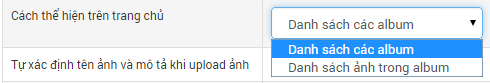 Cách thể hiện trên trang chủ
Danh sách các album
Danh sách các album
Danh sách ảnh trong album
Tự xác định tên ảnh và mô tả khi upload ảnh